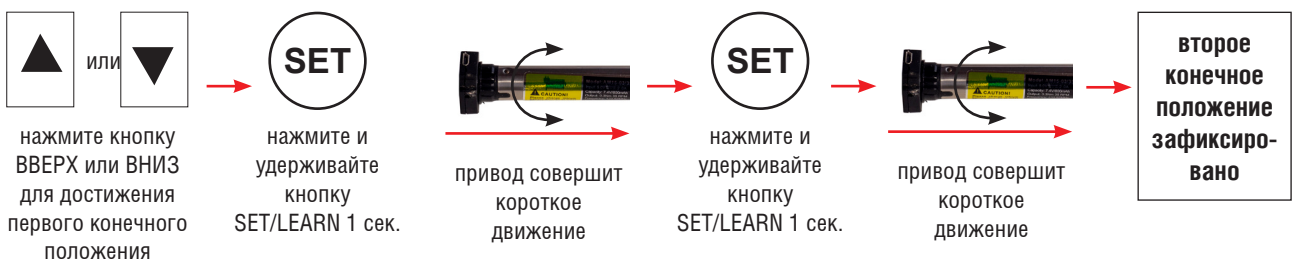 или
нажмите кнопку
ВВЕРХ или ВНИЗ
для достижения
первого конечного
положения
SET
нажмите и
удерживайте
кнопку
SET/LEARN 1 сек.
CAUTION!
привод совершит
короткое
движение
SET
нажмите и
удерживайте
кнопку
SET/LEARN 1 сек.
CAUTION!
привод совершит
короткое
движение
второе
конечное
положение
зафиксиро-
вано